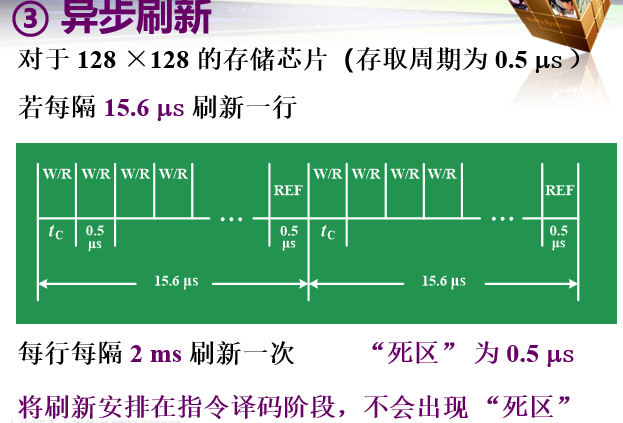 ③ 异步刷新
对于 128 ×128 的存储芯片（存取周期为 0.5 μs ）
若每隔 15.6 μs 刷新一行
W/R W/R W/R W/R REF W/R W/R W/R W/R REF
tC 0.5 μs ··· 0.5 μs tC ··· 0.5 μs
15.6 μs 15.6 μs
每行每隔 2 ms 刷新一次 “死区” 为 0.5 μs
将刷新安排在指令译码阶段，不会出现 “死区”